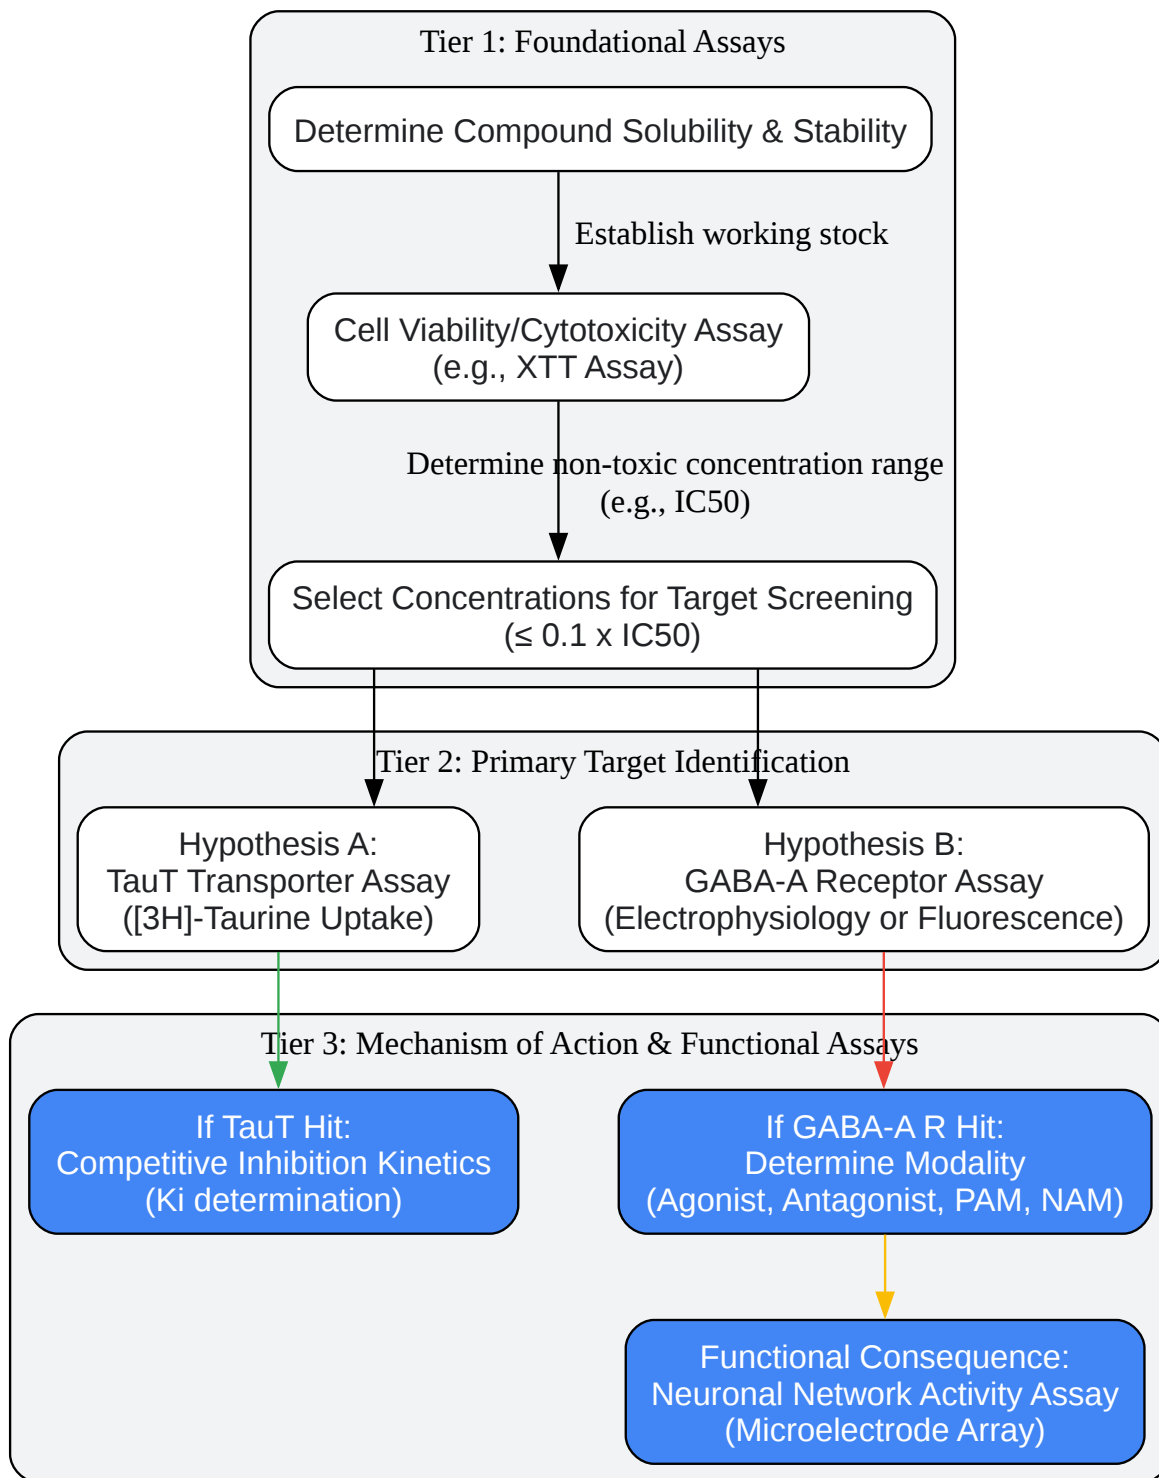 Tier 1: Foundational Assays
Determine Compound Solubility & Stability
Establish working stock
Cell Viability/Cytotoxicity Assay
(e.g., XTT Assay)
Determine non-toxic concentration range
(e.g., IC50)
Select Concentrations for Target Screening
(≤ 0.1 x IC50)
Tier 2: Primary Target Identification
Hypothesis A:
TauT Transporter Assay
([3H]-Taurine Uptake)
Hypothesis B:
GABA-A Receptor Assay
(Electrophysiology or Fluorescence)
Tier 3: Mechanism of Action & Functional Assays
If TauT Hit:
Competitive Inhibition Kinetics
(Ki determination)
If GABA-A R Hit:
Determine Modality
(Agonist, Antagonist, PAM, NAM)
Functional Consequence:
Neuronal Network Activity Assay
(Microelectrode Array)